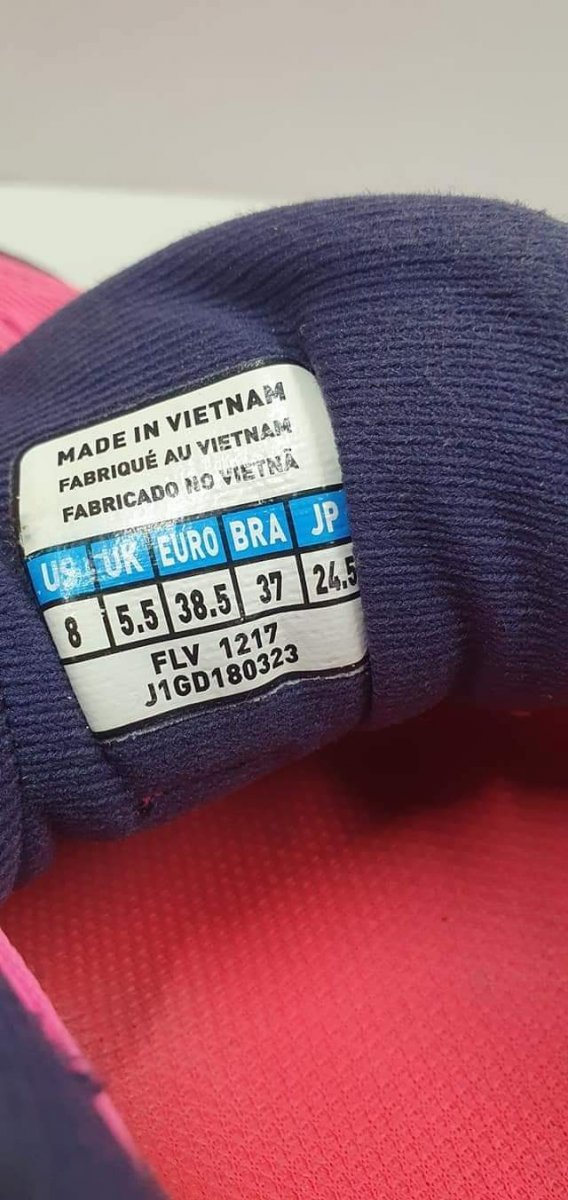 MADE IN VIETNAM
FABRIQUÉ AU VIETNAM
FABRICADO NO VIETNÃ
US UK EURO BRA JP
8 5.5 38.5 37 24.5
FLV 1217
J1GD180323